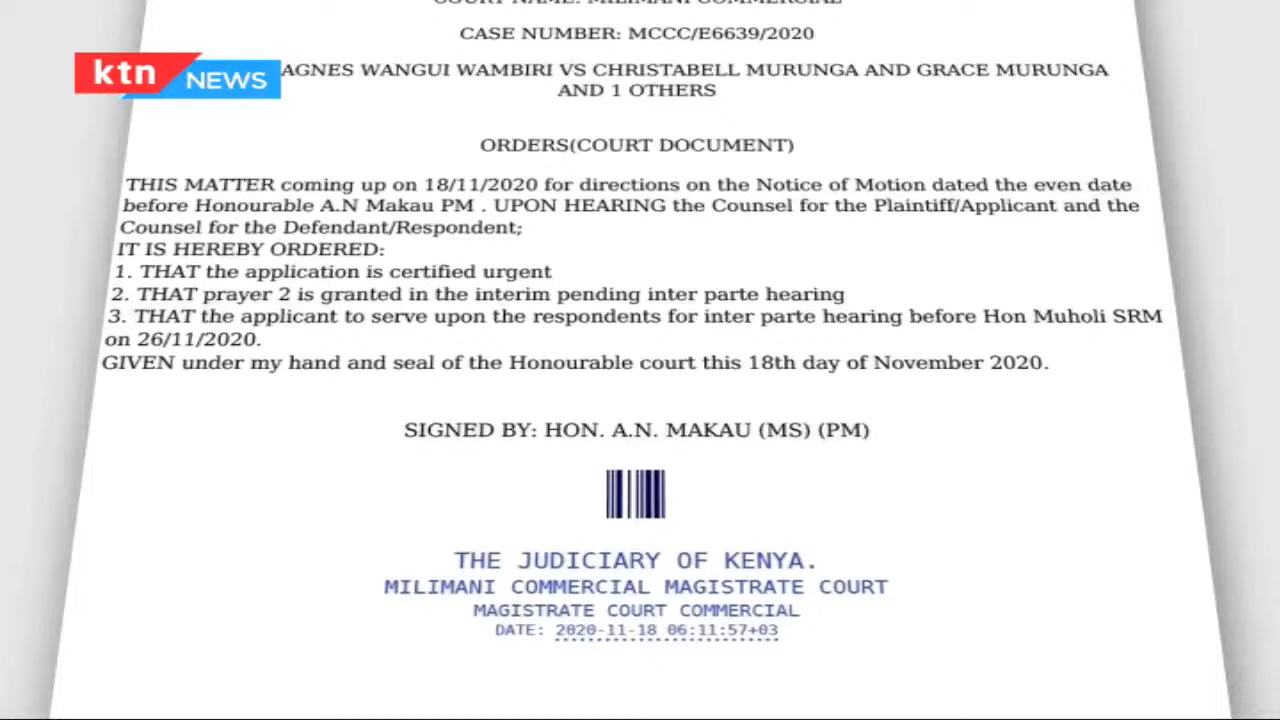 COURT NAME: MILIMANI COMMERCIAL
CASE NUMBER: MCCC/E6639/2020
ktn NEWS
AGNES WANGUI WAMBIRI VS CHRISTABELL MURUNGA AND GRACE MURUNGA
AND 1 OTHERS
ORDERS(COURT DOCUMENT)
THIS MATTER coming up on 18/11/2020 for directions on the Notice of Motion dated the even date
before Honourable A.N Makau PM . UPON HEARING the Counsel for the Plaintiff/Applicant and the
Counsel for the Defendant/Respondent;
IT IS HEREBY ORDERED:
1. THAT the application is certified urgent
2. THAT prayer 2 is granted in the interim pending inter parte hearing
3. THAT the applicant to serve upon the respondents for inter parte hearing before Hon Muholi SRM
on 26/11/2020.
GIVEN under my hand and seal of the Honourable court this 18th day of November 2020.
SIGNED BY: HON. A.N. MAKAU (MS) (PM)
THE JUDICIARY OF KENYA.
MILIMANI COMMERCIAL MAGISTRATE COURT
MAGISTRATE COURT COMMERCIAL
DATE: 2020-11-18 06:11:57+03